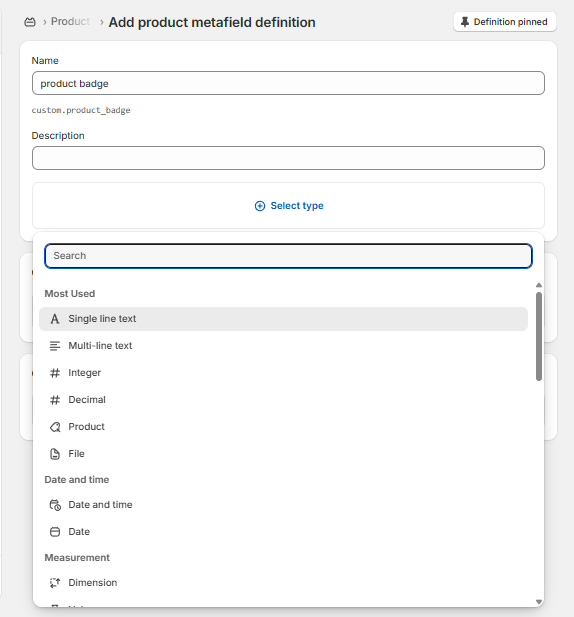 Product Add product metafield definition Definition pinned
Name
product badge
custom.product_badge
Description
Select type
Search
Most Used
Single line text
Multi-line text
Integer
Decimal
Product
File
Date and time
Date and time
Date
Measurement
Dimension